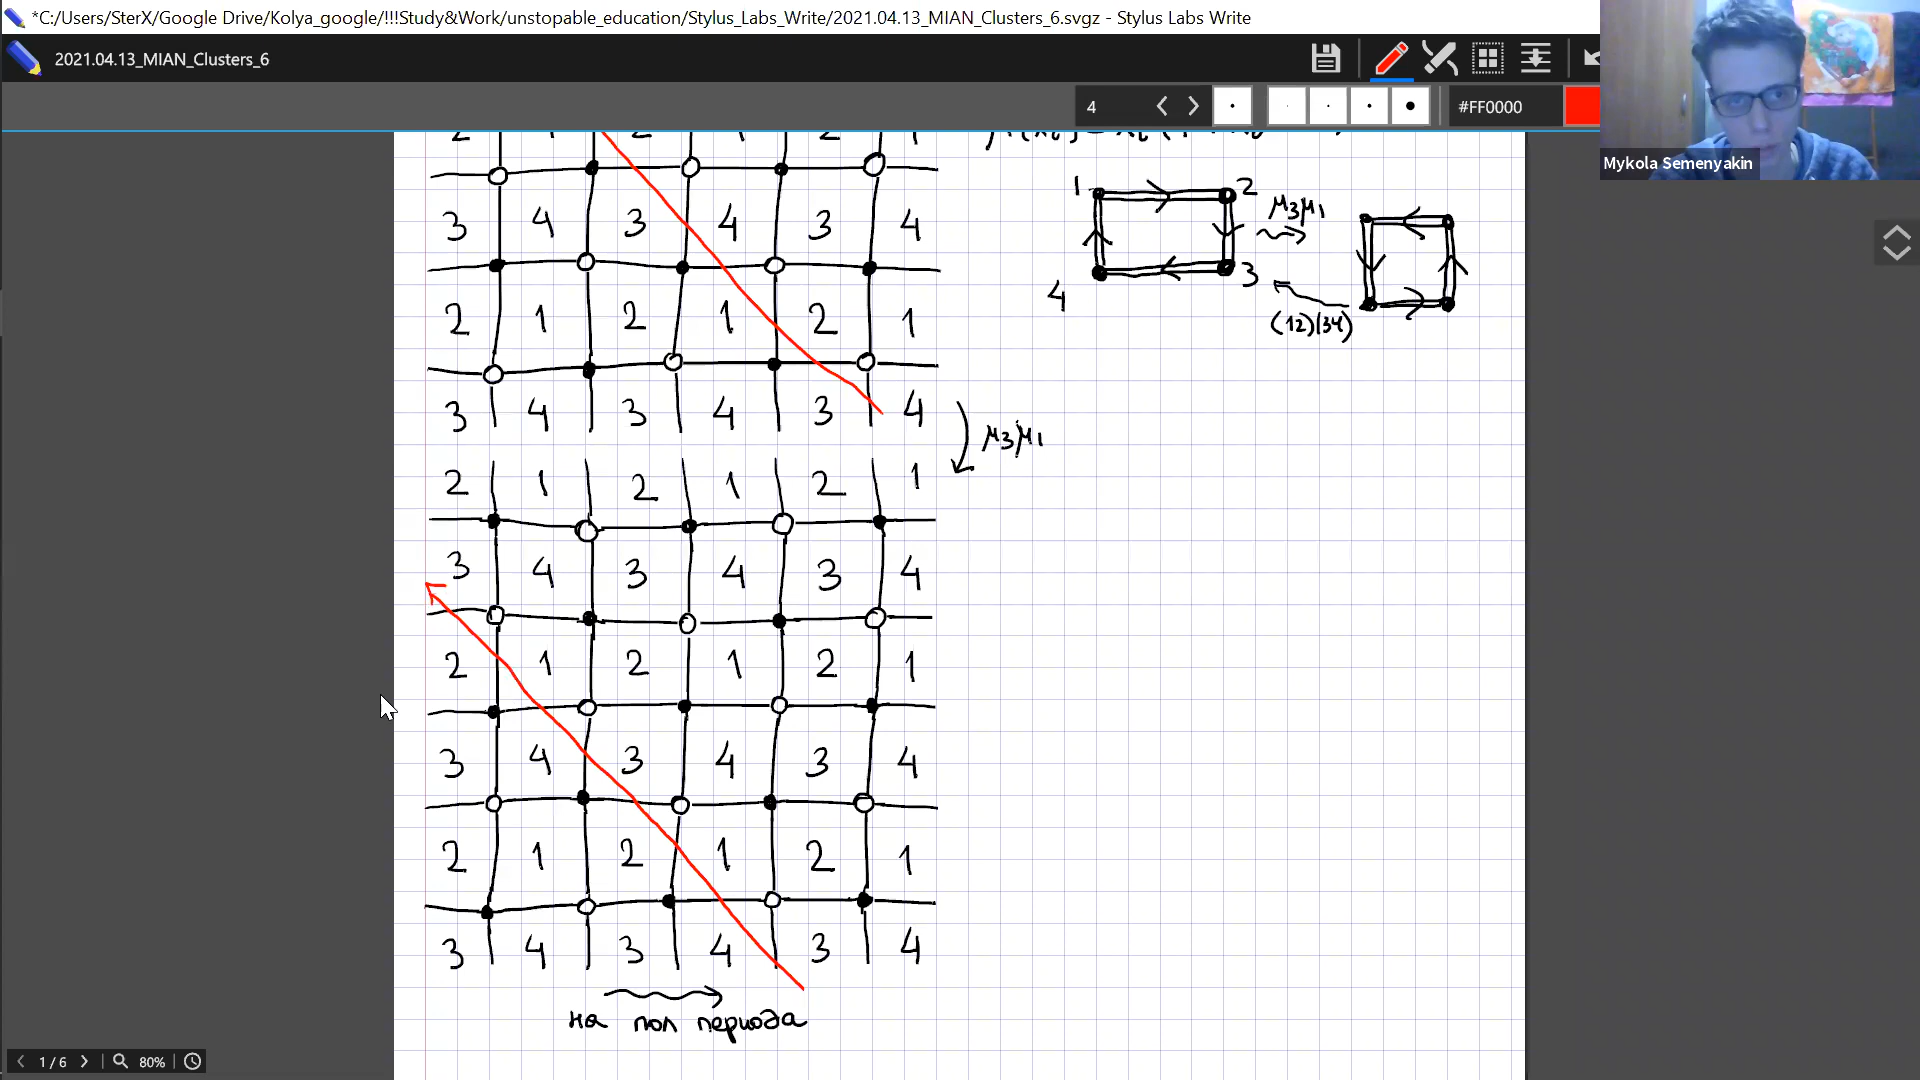 *C:/Users/SterX/Google Drive/Kolya_google/!!!Study&Work/unstopable_education/Stylus_Labs_Write/2021.04.13_MIAN_Clusters_6.svgz - Stylus Labs Write
2021.04.13_MIAN_Clusters_6
4
#FF0000
Mykola Semenyakin
3 4 3 4 3 4
2 1 2 1 2 1
3 4 3 4 3 4
1 2
4 3
μ3μ1
(12)(34)
μ3μ1
2 1 2 1 2 1
3 4 3 4 3 4
2 1 2 1 2 1
3 4 3 4 3 4
2 1 2 1 2 1
3 4 3 4 3 4
на пол периода
1 / 6
80%